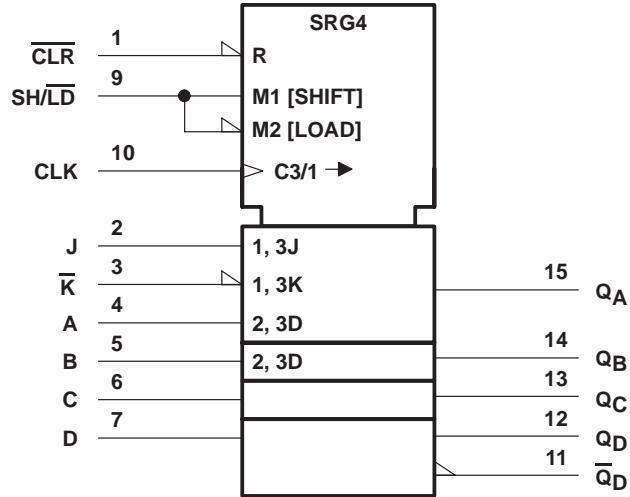 SRG4
1
CLR R
9
SH/LD M1 [SHIFT]
M2 [LOAD]
10
CLK C3/1
2
J 1, 3J
3
K 1, 3K
15
QA
4
A 2, 3D
5
B 2, 3D
14
QB
6
C
13
QC
7
D
12
QD
11
QD